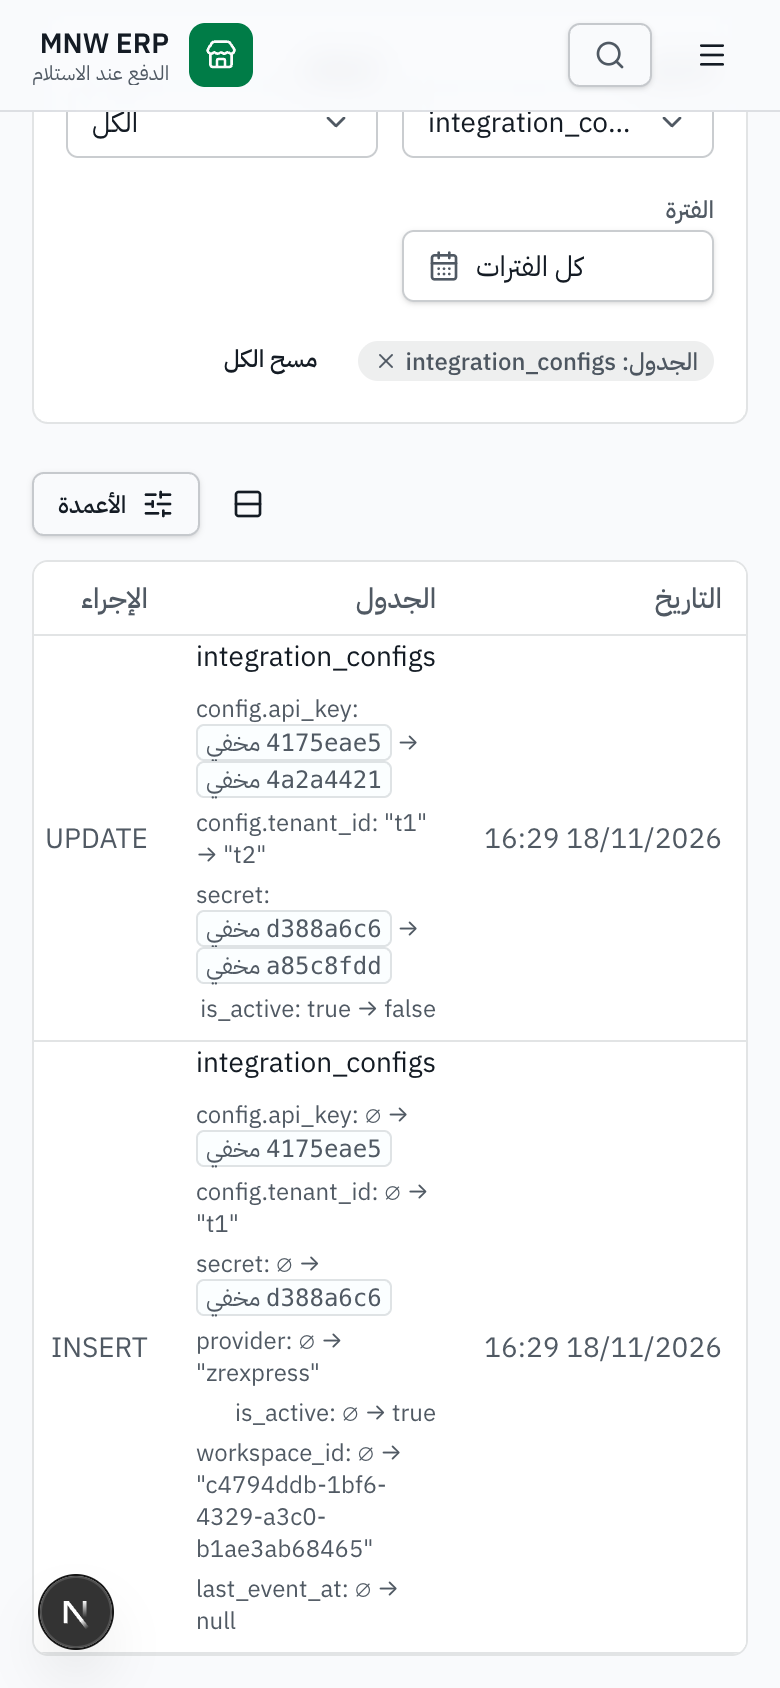 MNW ERP
الدفع عند الاستلام
integration_co...
الكل
الفترة
كل الفترات
الجدول: integration_configs
مسح الكل
الأعمدة
التاريخ
الجدول
الإجراء
integration_configs
config.api_key:
مخفي 4175eae5 →
مخفي 4a2a4421
config.tenant_id: "t1"
→ "t2"
secret:
مخفي d388a6c6 →
مخفي a85c8fdd
is_active: true → false
16:29 18/11/2026
UPDATE
integration_configs
config.api_key: ∅ →
مخفي 4175eae5
config.tenant_id: ∅ →
"t1"
secret: ∅ →
مخفي d388a6c6
provider: ∅ →
"zrexpress"
is_active: ∅ → true
workspace_id: ∅ →
"c4794ddb-1bf6-
4329-a3c0-
b1ae3ab68465"
last_event_at: ∅ →
null
16:29 18/11/2026
INSERT
N